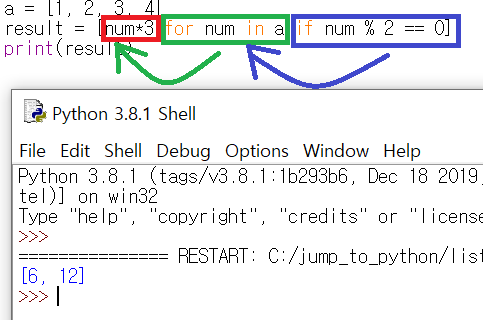 a = [1, 2, 3, 4]
result = [num*3 for num in a if num % 2 == 0]
print(result)
Python 3.8.1 Shell
File Edit Shell Debug Options Window Help
Python 3.8.1 (tags/v3.8.1:1b293b6, Dec 18 2019,
tel)] on win32
Type "help", "copyright", "credits" or "license
>>>
=============== RESTART: C:/jump_to_python/list
[6, 12]
>>>